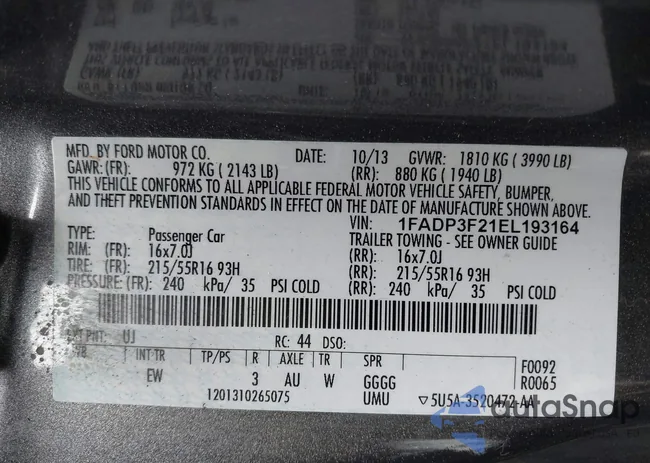 MFD. BY FORD MOTOR CO. DATE: 10/13 GVWR: 1810 KG ( 3990 LB)
GAWR: (FR): 972 KG ( 2143 LB) (RR): 880 KG ( 1940 LB)
THIS VEHICLE CONFORMS TO ALL APPLICABLE FEDERAL MOTOR VEHICLE SAFETY, BUMPER,
AND THEFT PREVENTION STANDARDS IN EFFECT ON THE DATE OF MANUFACTURE SHOWN ABOVE.
VIN: 1FADP3F21EL193164
TYPE: Passenger Car TRAILER TOWING - SEE OWNER GUIDE
RIM: (FR): 16x7.0J (RR): 16x7.0J
TIRE: (FR): 215/55R16 93H (RR): 215/55R16 93H
PRESSURE: (FR): 240 kPa/ 35 PSI COLD (RR): 240 kPa/ 35 PSI COLD
EXT PNT: UJ RC: 44 DSO:
INT TR TP/PS R AXLE TR SPR F0092
EW 3 AU W GGGG R0065
1201310265075 UMU ▽5U5A-3520472-AA
autoSnap